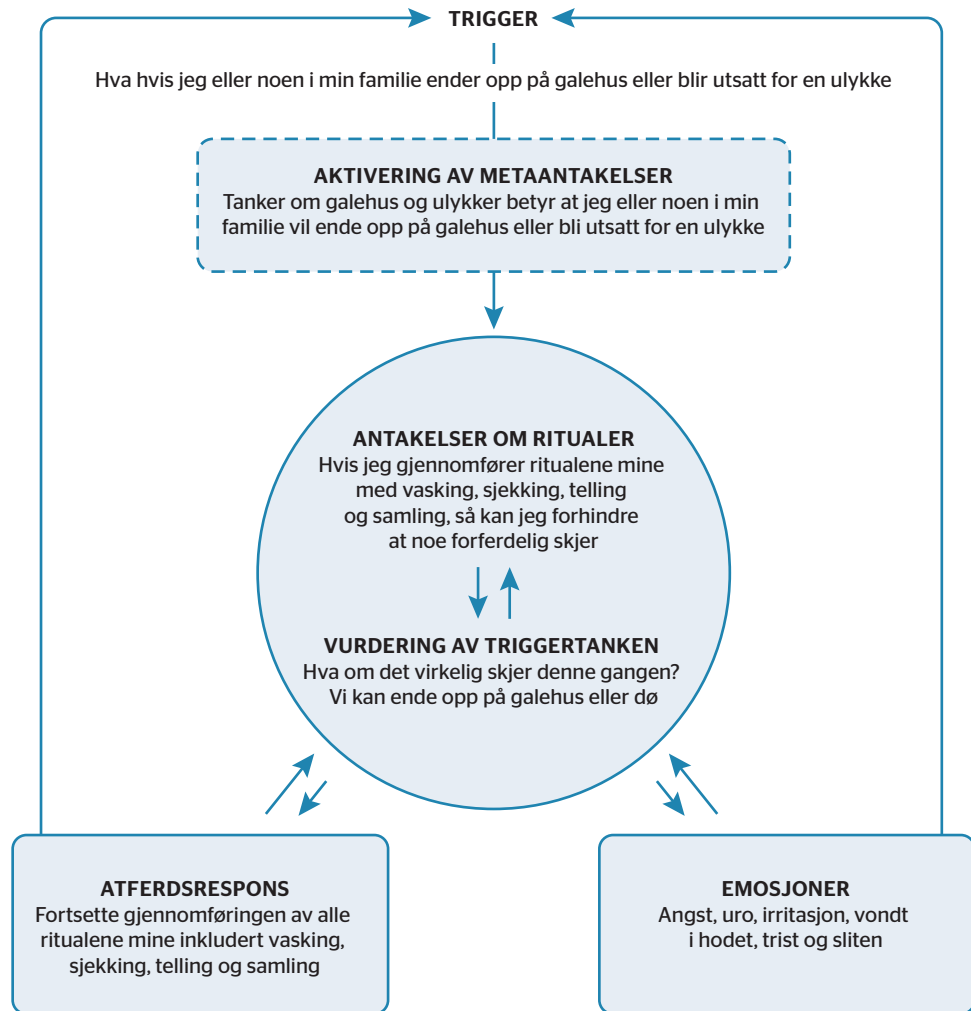 TRIGGER
Hva hvis jeg eller noen i min familie ender opp på galehus eller blir utsatt for en ulykke
AKTIVERING AV METAANTAKELSER
Tanker om galehus og ulykker betyr at jeg eller noen i min
familie vil ende opp på galehus eller bli utsatt for en ulykke
ANTAKELSER OM RITUALER
Hvis jeg gjennomfører ritualene mine
med vasking, sjekking, telling
og samling, så kan jeg forhindre
at noe forferdelig skjer
VURDERING AV TRIGGERTANKEN
Hva om det virkelig skjer denne gangen?
Vi kan ende opp på galehus eller dø
ATFERDSRESPONS
Fortsette gjennomføringen av alle
ritualene mine inkludert vasking,
sjekking, telling og samling
EMOSJONER
Angst, uro, irritasjon, vondt
i hodet, trist og sliten